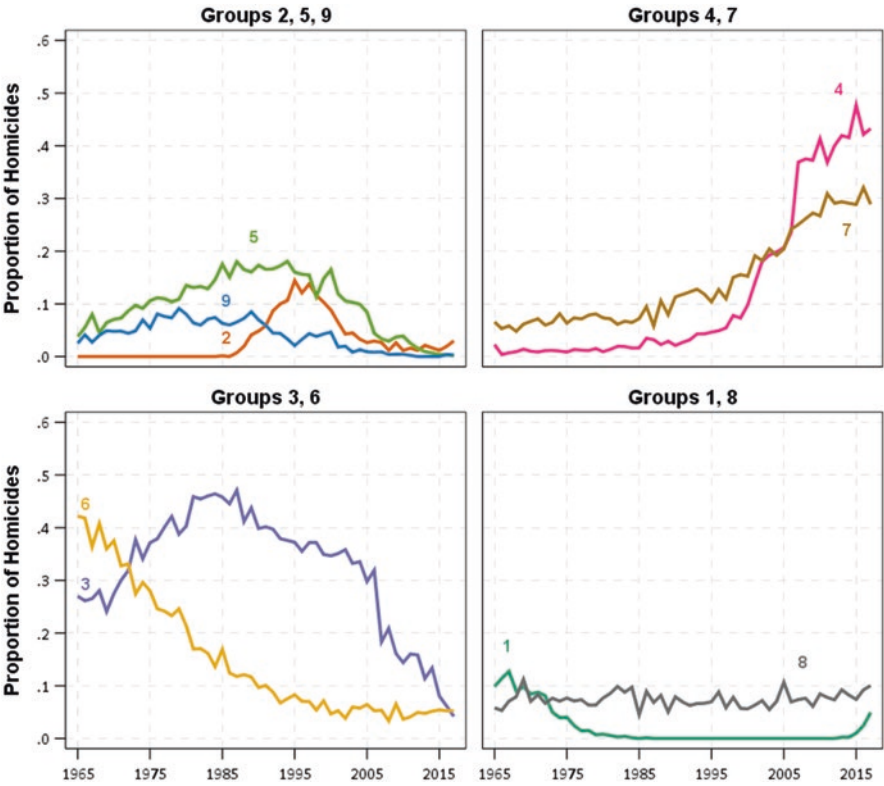 Groups 2, 5, 9
Groups 4, 7
Proportion of Homicides
.6
.5
.4
.3
.2
.1
.0
5
9
2
4
7
Groups 3, 6
Groups 1, 8
Proportion of Homicides
.6
.5
.4
.3
.2
.1
.0
6
3
1
8
1965 1975 1985 1995 2005 2015
1965 1975 1985 1995 2005 2015